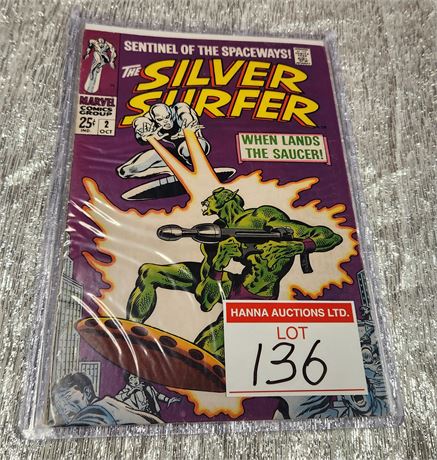 SENTINEL OF THE SPACEWAYS!
THE
SILVER
SURFER
MARVEL
COMICS
GROUP
25¢
IND.
2
OCT
WHEN LANDS
THE SAUCER!
HANNA AUCTIONS LTD.
LOT
136